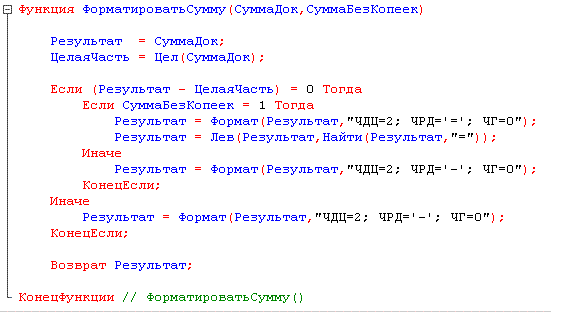 Функция ФорматироватьСумму(СуммаДок,СуммаБезКопеек)
Результат = СуммаДок;
ЦелаяЧасть = Цел(СуммаДок);
Если (Результат - ЦелаяЧасть) = 0 Тогда
Если СуммаБезКопеек = 1 Тогда
Результат = Формат(Результат,"ЧДЦ=2; ЧРД='='; ЧГ=0");
Результат = Лев(Результат,Найти(Результат,"="));
Иначе
Результат = Формат(Результат,"ЧДЦ=2; ЧРД='-'; ЧГ=0");
КонецЕсли;
Иначе
Результат = Формат(Результат,"ЧДЦ=2; ЧРД='-'; ЧГ=0");
КонецЕсли;
Возврат Результат;
КонецФункции // ФорматироватьСумму()